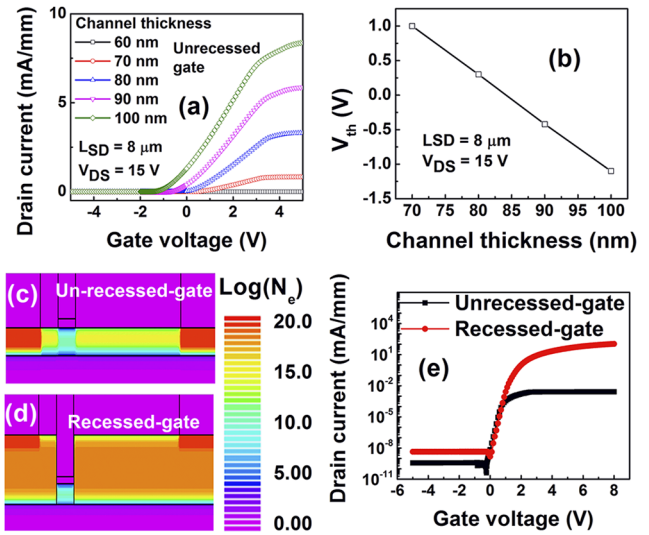 Channel thickness
60 nm
70 nm
80 nm
90 nm
100 nm
Unrecessed
gate
(a)
LSD = 8 μm
VDS = 15 V
10
5
0
-4 -2 0 2 4
Drain current (mA/mm)
Gate voltage (V)
(b)
LSD = 8 μm
VDS = 15 V
1.0
0.5
0.0
-0.5
-1.0
-1.5
70 75 80 85 90 95 100
Vth (V)
Channel thickness (nm)
(c) Un-recessed-gate
(d) Recessed-gate
Log(Ne)
20.0
15.0
10.0
5.00
0.00
Unrecessed-gate
Recessed-gate
(e)
10^4
10^1
10^-2
10^-5
10^-8
10^-11
-6 -4 -2 0 2 4 6 8
Drain current (mA/mm)
Gate voltage (V)